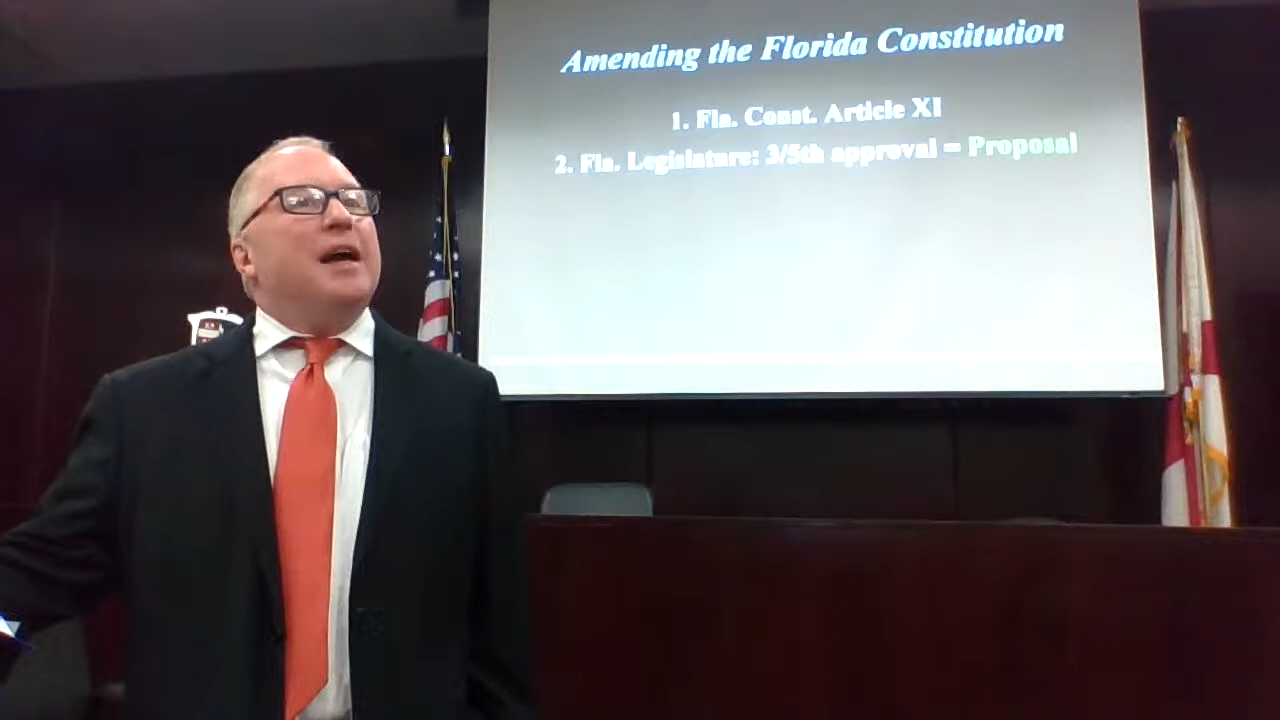 Amending the Florida Constitution
1. Fla. Const. Article XI
2. Fla. Legislature: 3/5th approval = Proposal